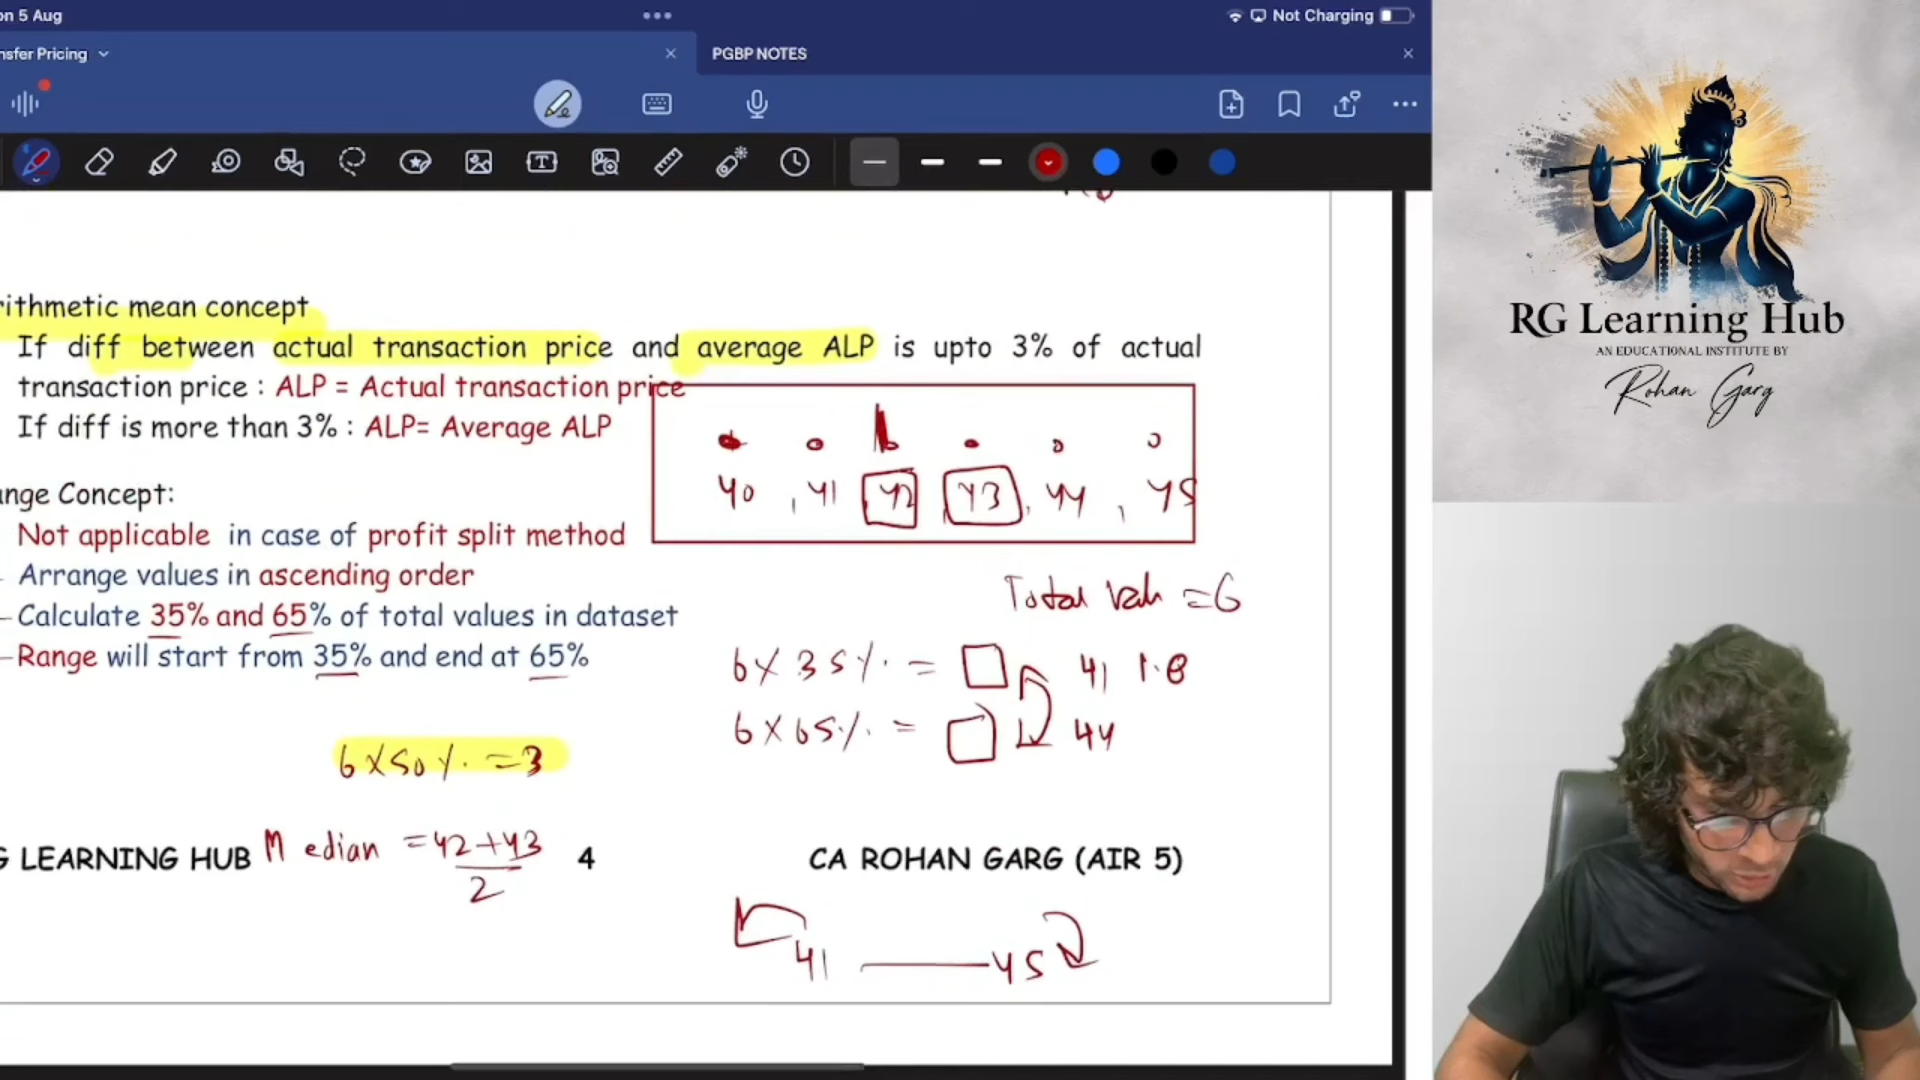 on 5 Aug
Not Charging
nsfer Pricing
PGBP NOTES
rithmetic mean concept
If diff between actual transaction price and average ALP is upto 3% of actual
transaction price : ALP = Actual transaction price
If diff is more than 3% : ALP= Average ALP
40 , 41 42 43 , 44 , 45
ange Concept:
Not applicable in case of profit split method
Arrange values in ascending order
Calculate 35% and 65% of total values in dataset
Range will start from 35% and end at 65%
Total = 6
6 X 35%. = 41 1.8
6 X 65%. = 44
6 X 50%. = 3
G LEARNING HUB
Median = 42+43
2
4
CA ROHAN GARG (AIR 5)
41 — 45
RG Learning Hub
AN EDUCATIONAL INSTITUTE BY
Rohan Garg